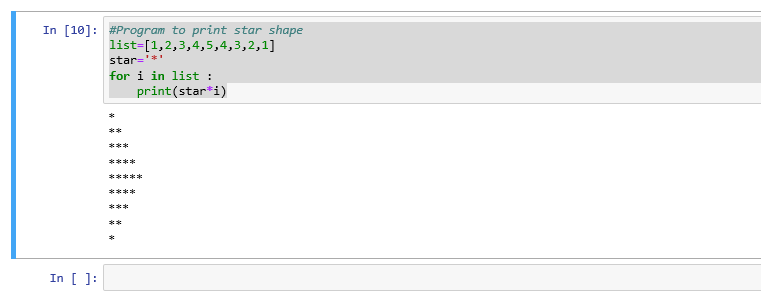 In [10]: #Program to print star shape
list=[1,2,3,4,5,4,3,2,1]
star='*'
for i in list :
    print(star*i)
*
**
***
****
*****
****
***
**
*
In [ ]: